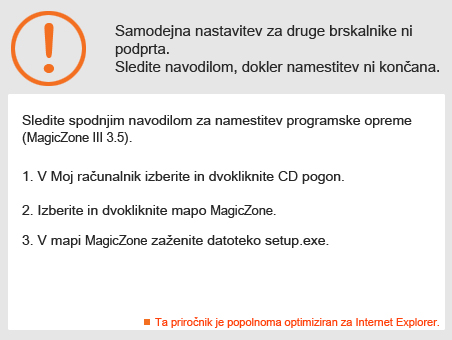 Samodejna nastavitev za druge brskalnike ni
podprta.
Sledite navodilom, dokler namestitev ni končana.
Sledite spodnjim navodilom za namestitev programske opreme
(MagicZone III 3.5).
1. V Moj računalnik izberite in dvokliknite CD pogon.
2. Izberite in dvokliknite mapo MagicZone.
3. V mapi MagicZone zaženite datoteko setup.exe.
Ta priročnik je popolnoma optimiziran za Internet Explorer.